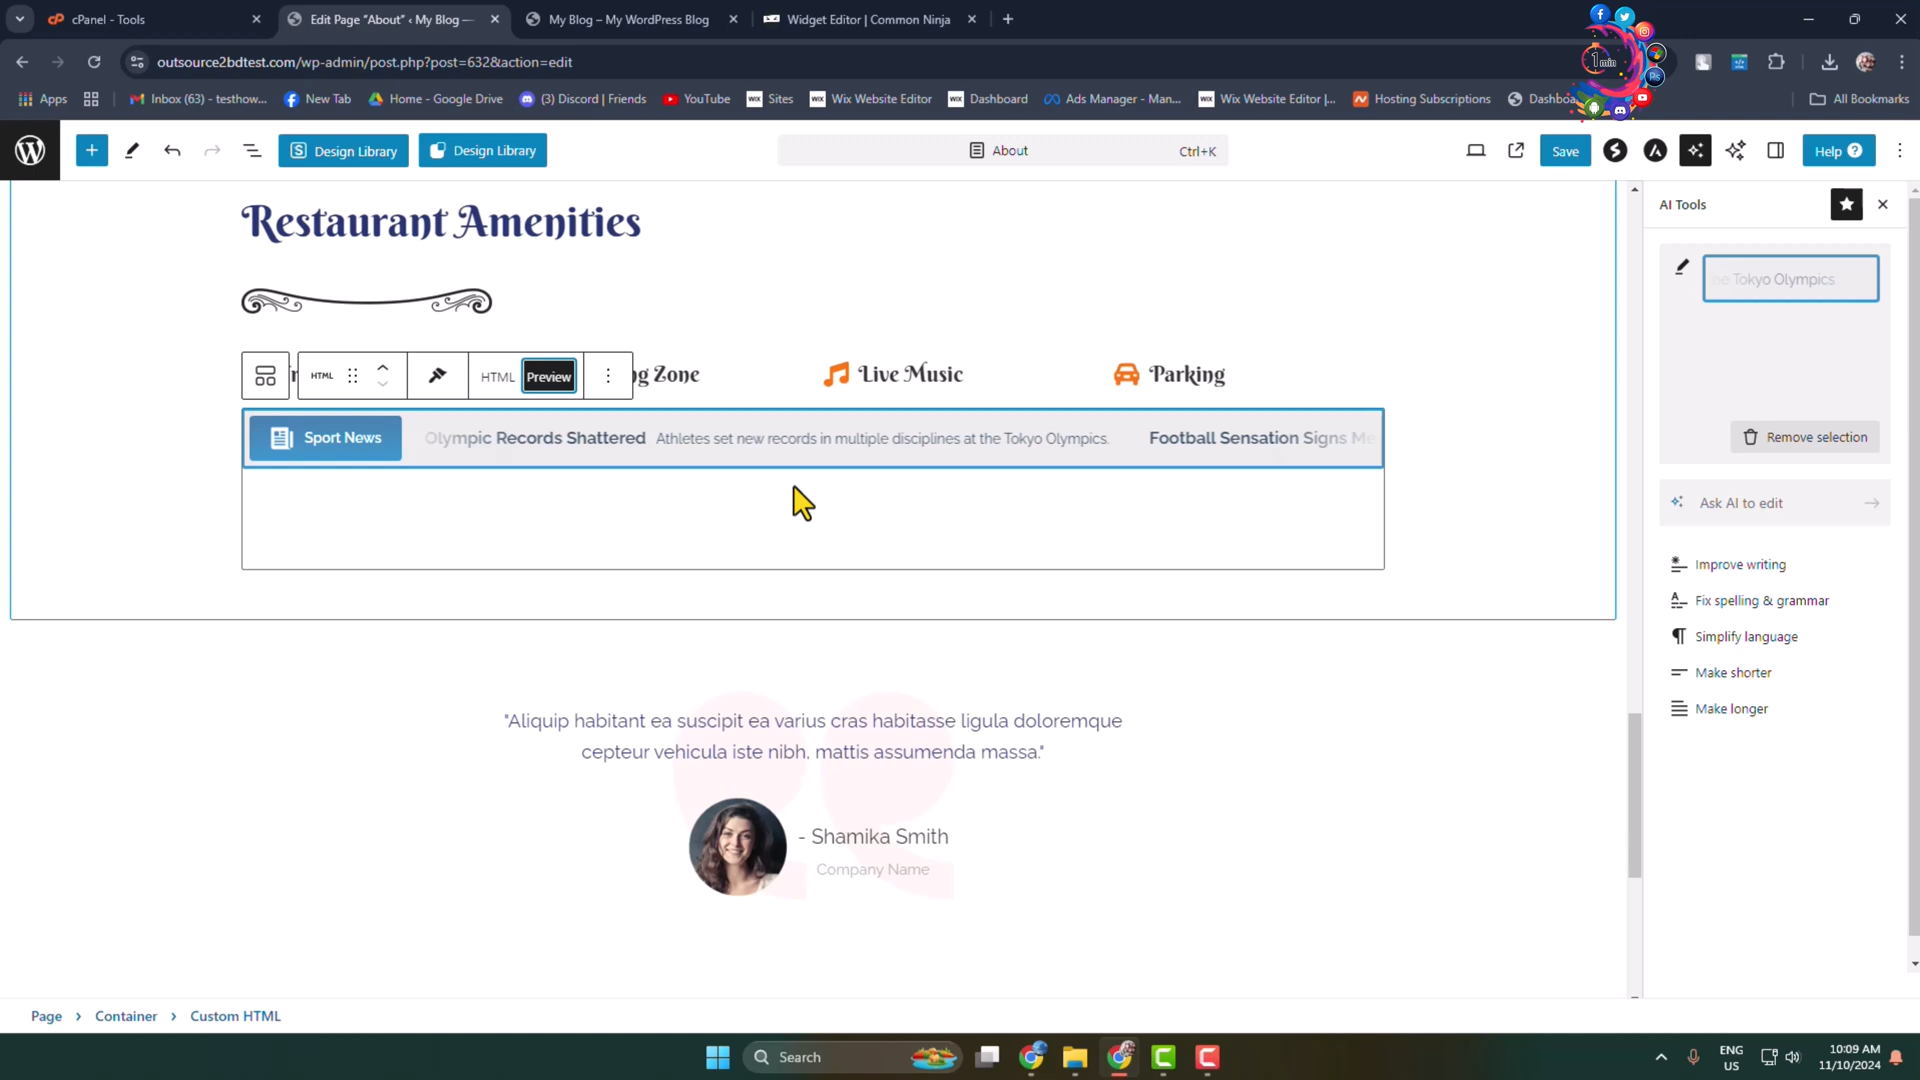 cPanel - Tools
Edit Page "About" ‹ My Blog —
My Blog – My WordPress Blog
Widget Editor | Common Ninja
outsource2bdtest.com/wp-admin/post.php?post=632&action=edit
1min
Ps
Apps
Inbox (63) - testhow...
New Tab
Home - Google Drive
(3) Discord | Friends
YouTube
WIX
Sites
WIX
Wix Website Editor
WIX
Dashboard
Ads Manager - Man...
WIX
Wix Website Editor |...
Hosting Subscriptions
All Bookmarks
Design Library
Design Library
About
Ctrl+K
Save
Help
Restaurant Amenities
AI Tools
Tokyo Olympics
HTML
HTML
Preview
g Zone
Live Music
Parking
Sport News
Olympic Records Shattered
Athletes set new records in multiple disciplines at the Tokyo Olympics.
Football Sensation Signs Me
Remove selection
Ask AI to edit
Improve writing
Fix spelling & grammar
Simplify language
Make shorter
Make longer
"Aliquip habitant ea suscipit ea varius cras habitasse ligula doloremque
cepteur vehicula iste nibh, mattis assumenda massa."
- Shamika Smith
Company Name
Page
Container
Custom HTML
Search
ENG
US
10:09 AM
11/10/2024